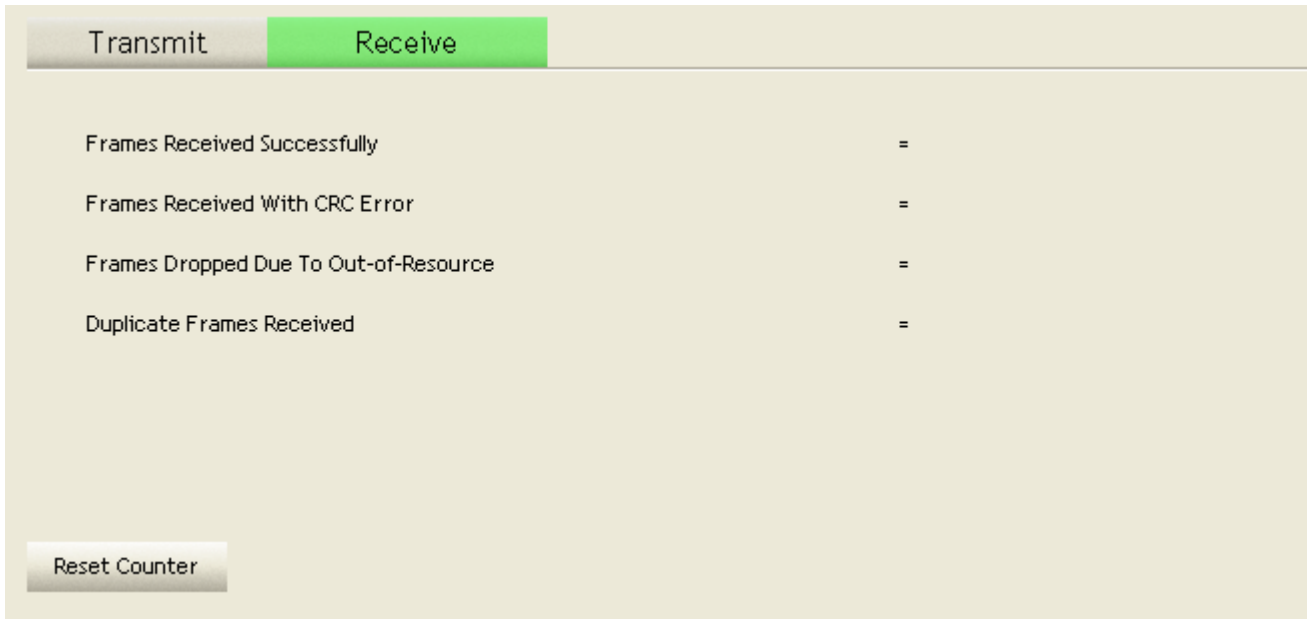 Transmit Receive
Frames Received Successfully =
Frames Received With CRC Error =
Frames Dropped Due To Out-of-Resource =
Duplicate Frames Received =
Reset Counter